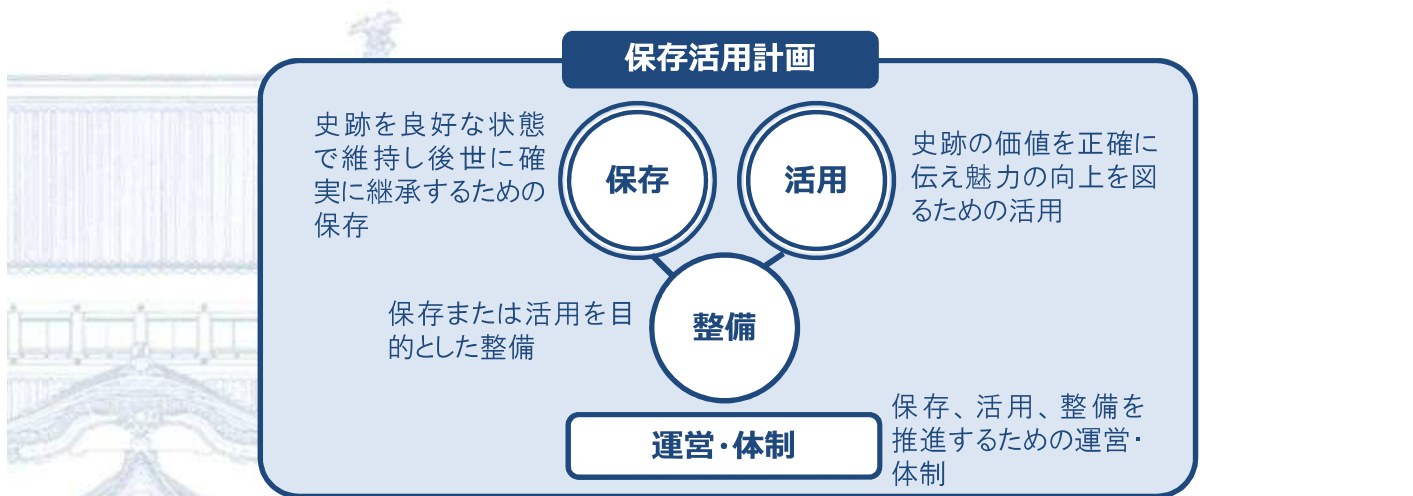 保存活用計画
史跡を良好な状態
で維持し後世に確
実に継承するための
保存
保存
活用
史跡の価値を正確に
伝え魅力の向上を図
るための活用
保存または活用を目
的とした整備
整備
運営・体制
保存、活用、整備を
推進するための運営・
体制